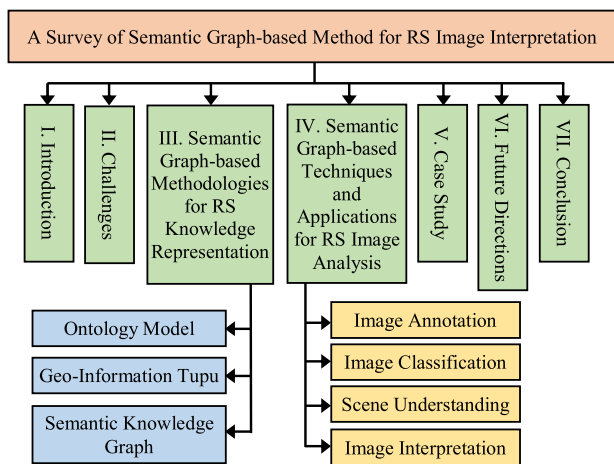 A Survey of Semantic Graph-based Method for RS Image Interpretation
I. Introduction
II. Challenges
III. Semantic
Graph-based
Methodologies
for RS
Knowledge
Representation
IV. Semantic
Graph-based
Techniques
and
Applications
for RS Image
Analysis
V. Case Study
VI. Future Directions
VII. Conclusion
Ontology Model
Geo-Information Tupu
Semantic Knowledge
Graph
Image Annotation
Image Classification
Scene Understanding
Image Interpretation